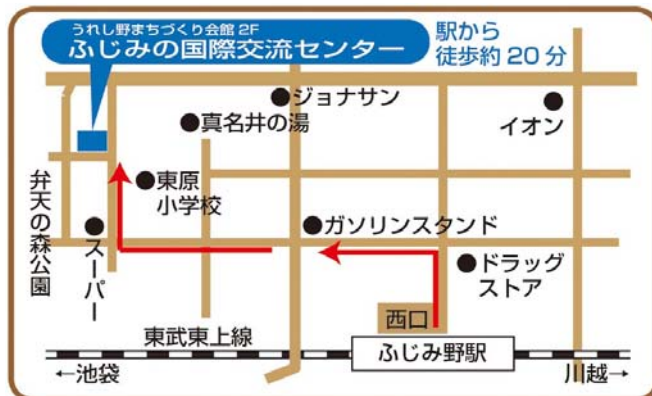 うれし野まちづくり会館2F
ふじみの国際交流センター
駅から
徒歩約20分
●ジョナサン
●真名井の湯
イオン
●東原
小学校
弁天の森公園
スーパー
●ガソリンスタンド
●ドラッグ
ストア
西口
東武東上線
ふじみ野駅
←池袋
川越→